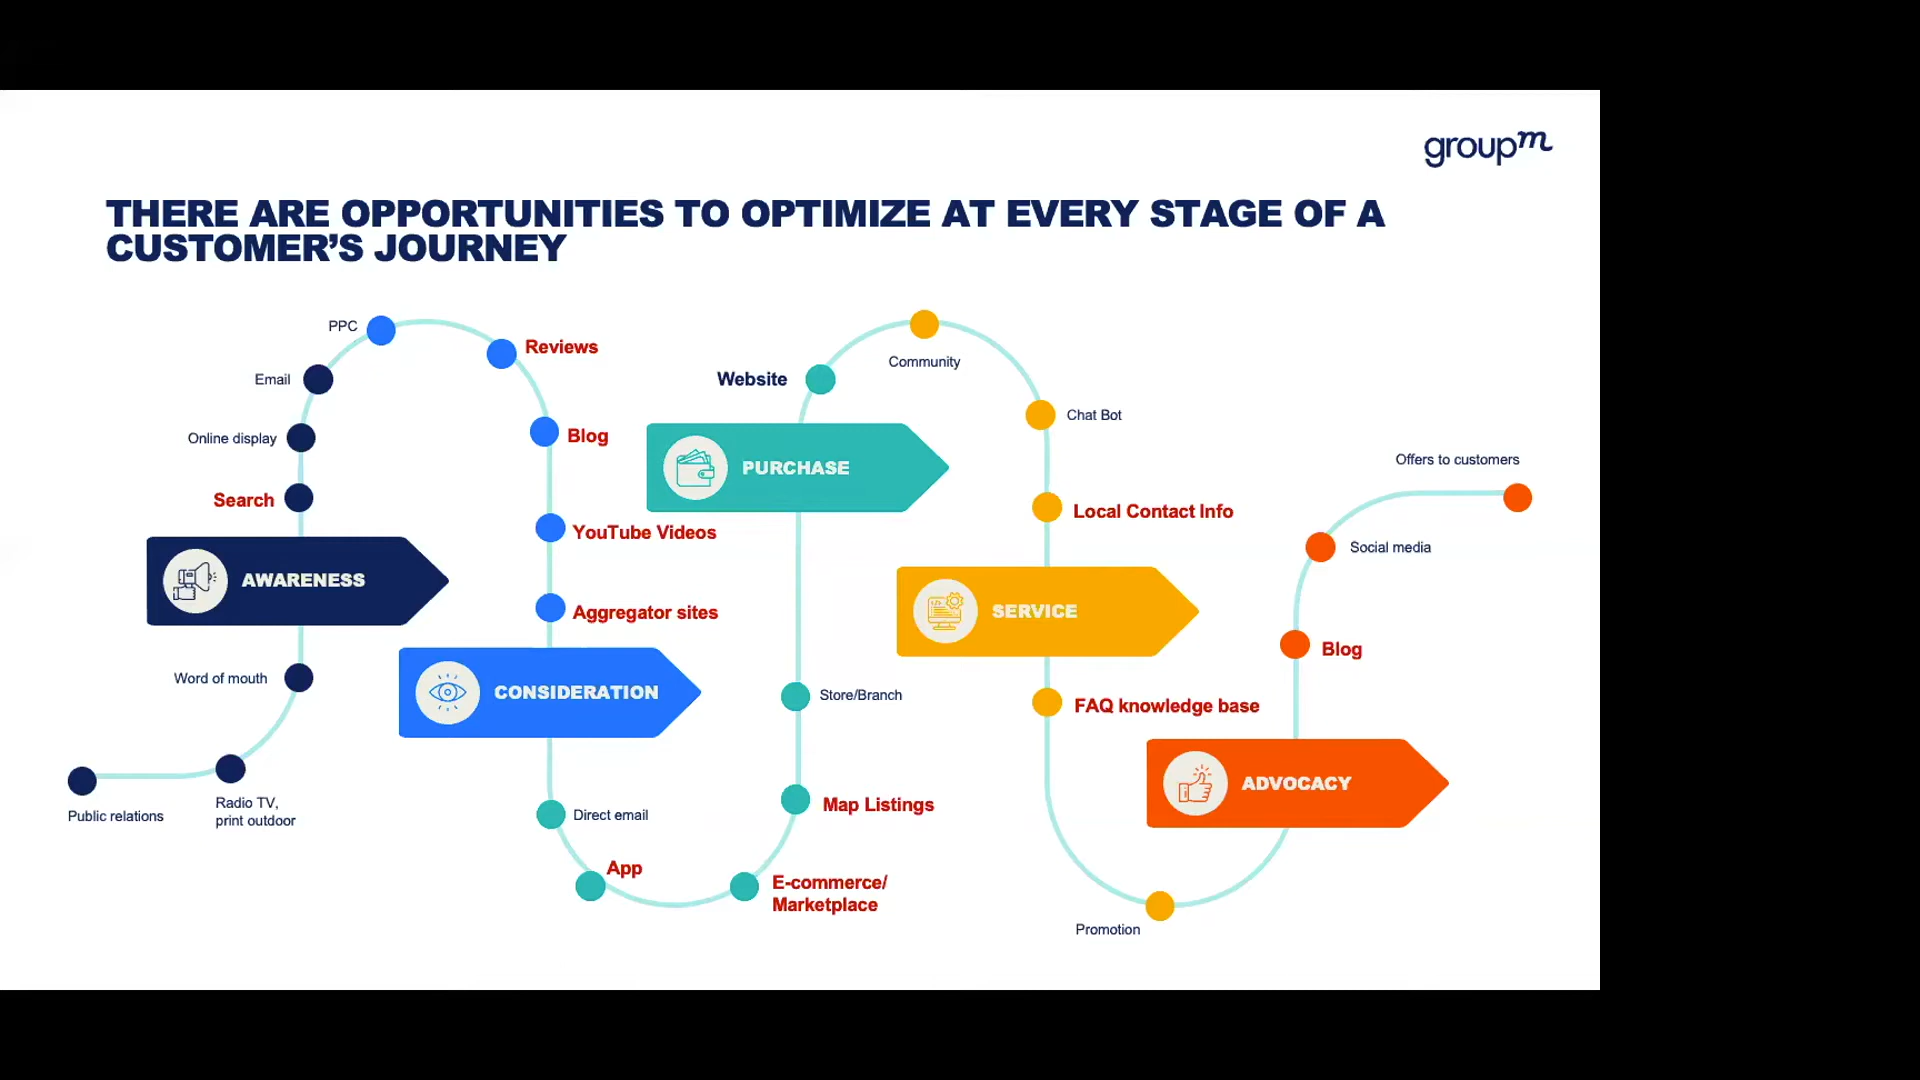 groupm
THERE ARE OPPORTUNITIES TO OPTIMIZE AT EVERY STAGE OF A
CUSTOMER’S JOURNEY
PPC
Reviews
Email
Online display
Blog
Search
YouTube Videos
AWARENESS
Aggregator sites
Word of mouth
CONSIDERATION
Public relations
Radio TV,
print outdoor
Direct email
App
E-commerce/
Marketplace
Map Listings
Store/Branch
PURCHASE
Website
Community
Chat Bot
Local Contact Info
SERVICE
FAQ knowledge base
Promotion
ADVOCACY
Blog
Social media
Offers to customers